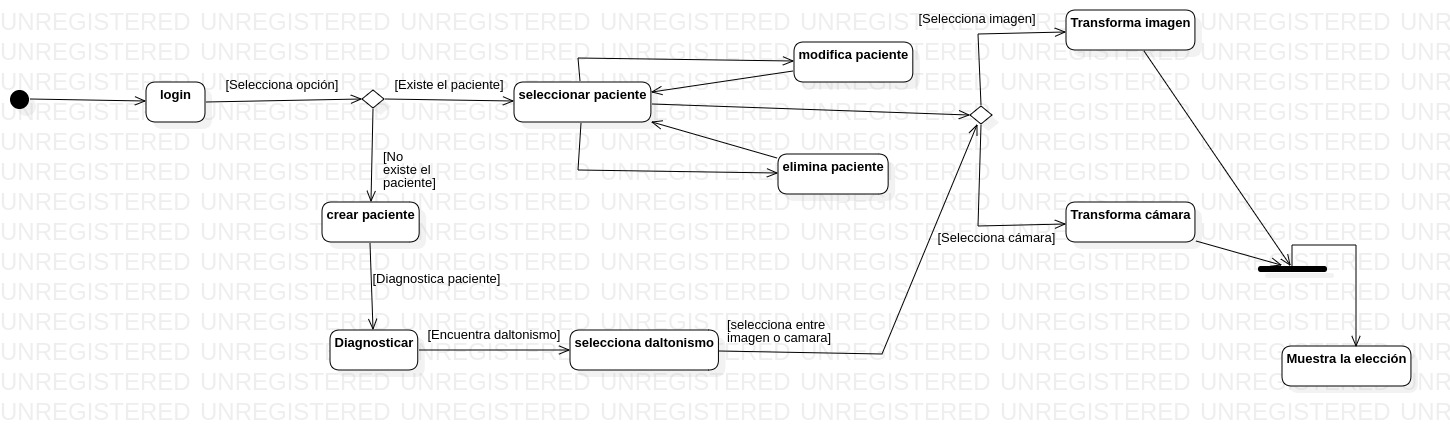 [Selecciona imagen]
Transforma imagen
modifica paciente
login
[Selecciona opción]
[Existe el paciente]
seleccionar paciente
[No
existe el
paciente]
elimina paciente
crear paciente
Transforma cámara
[Selecciona cámara]
[Diagnostica paciente]
Diagnosticar
[Encuentra daltonismo]
selecciona daltonismo
[selecciona entre
imagen o camara]
Muestra la elección
UNREGISTERED UNREGISTERED UNREGISTERED UNREGISTERED UNREGISTERED UNREGISTERED UNREGISTERED